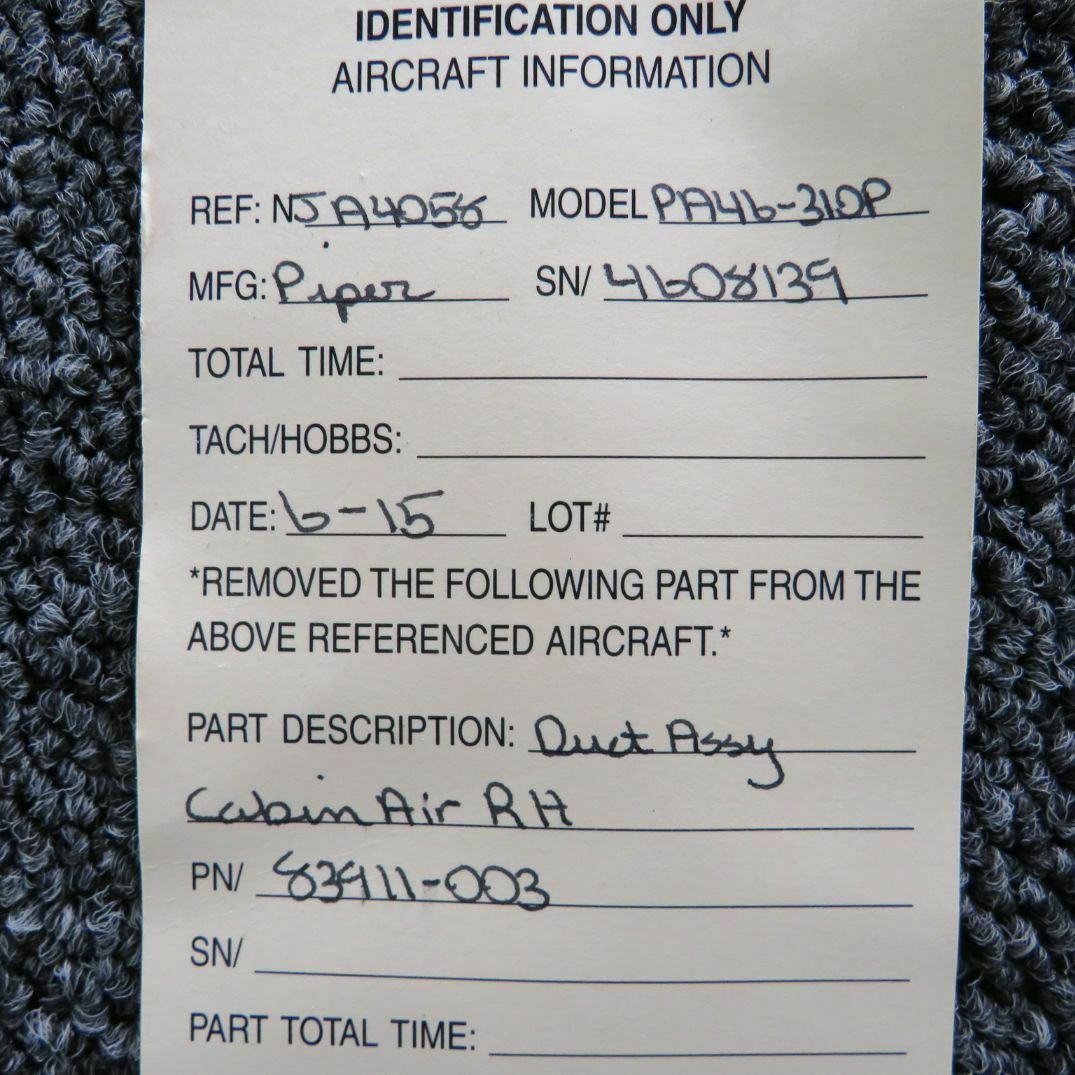 IDENTIFICATION ONLY
AIRCRAFT INFORMATION
REF: NJA4058 MODEL PA46-310P
MFG: Piper SN/ 4608139
TOTAL TIME:
TACH/HOBBS:
DATE: 6-15 LOT#
*REMOVED THE FOLLOWING PART FROM THE
ABOVE REFERENCED AIRCRAFT.*
PART DESCRIPTION: Duct Assy
Cabin Air RH
PN/ 83911-003
SN/
PART TOTAL TIME: